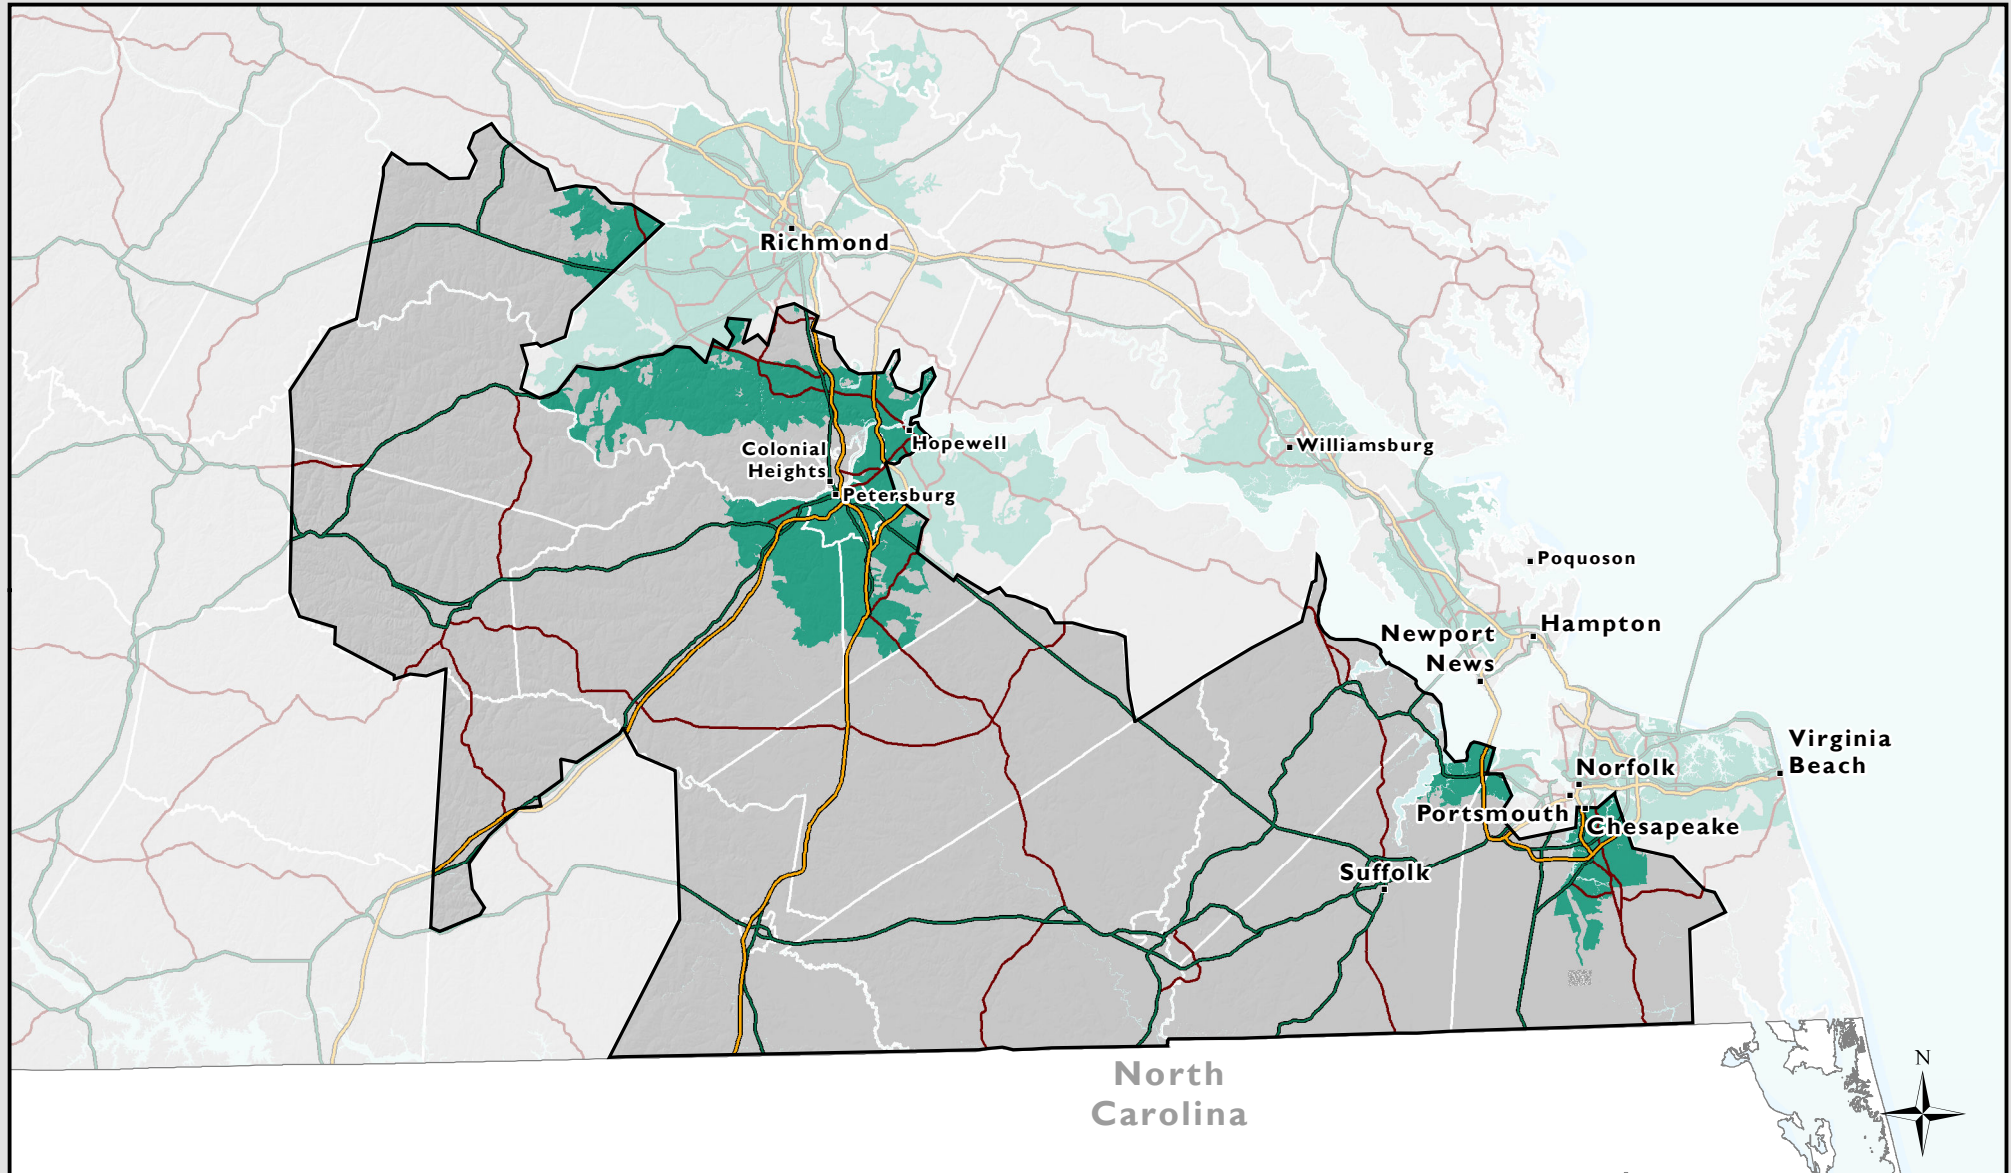 Richmond
Colonial
Heights
Hopewell
Petersburg
Williamsburg
Poquoson
Newport
News
Hampton
Virginia
Beach
Norfolk
Portsmouth
Chesapeake
Suffolk
North
Carolina
N